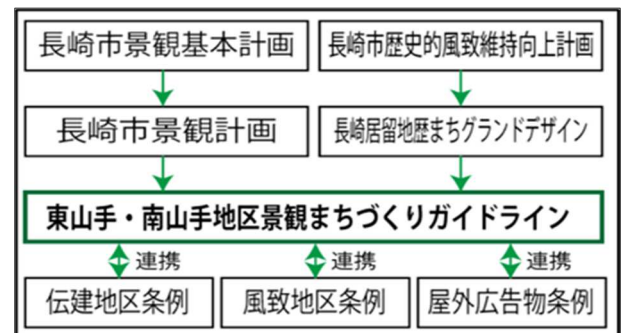 長崎市景観基本計画
長崎市歴史的風致維持向上計画
長崎市景観計画
長崎居留地歴まちグランドデザイン
東山手・南山手地区景観まちづくりガイドライン
連携
連携
連携
伝建地区条例
風致地区条例
屋外広告物条例